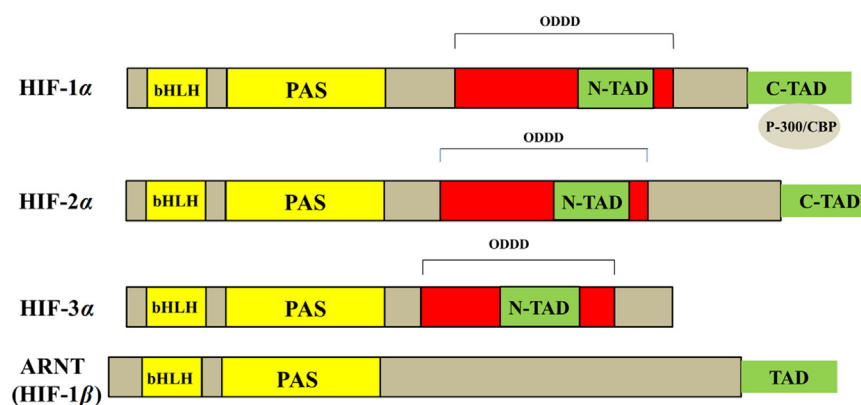 ODDD
HIF-1α bHLH PAS N-TAD C-TAD
P-300/CBP
ODDD
HIF-2α bHLH PAS N-TAD C-TAD
ODDD
HIF-3α bHLH PAS N-TAD
ARNT
(HIF-1β) bHLH PAS TAD